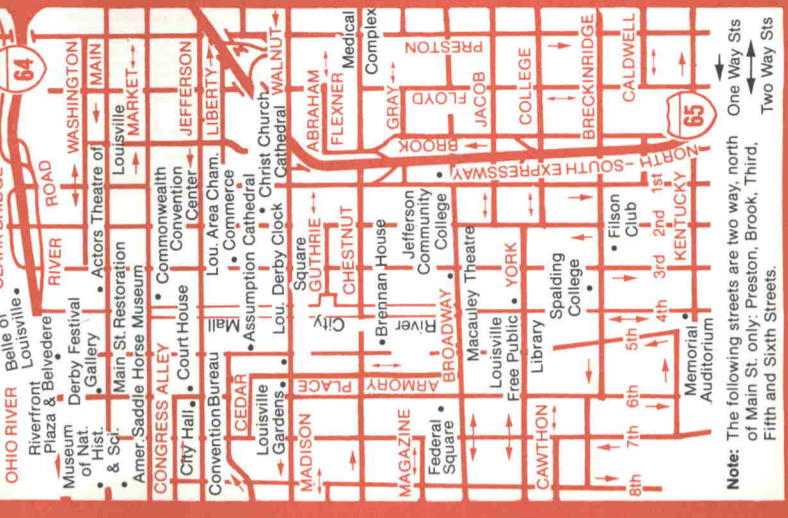 OHIO RIVER
Belle of
Louisville
CLARK BRIDGE
64
Riverfront
Plaza & Belvedere
RIVER
ROAD
WASHINGTON
Museum
of Nat.
Hist.
& Sci.
Derby Festival
Gallery
Actors Theatre of
Louisville
MAIN
Main St. Restoration
MARKET
Amer. Saddle Horse Museum
CONGRESS ALLEY
City Hall
Court House
Commonwealth
Convention
Center
JEFFERSON
Convention Bureau
Mall
Lou. Area Cham.
Commerce
LIBERTY
CEDAR
Assumption Cathedral
Louisville
Gardens
Lou. Derby Clock
Christ Church
Cathedral
WALNUT
MADISON
City
Square
GUTHRIE
CHESTNUT
ABRAHAM
FLEXNER
Medical
Complex
ARMORY PLACE
River
Brennan House
MAGAZINE
GRAY
BROOK
FLOYD
PRESTON
Federal
Square
BROADWAY
Jefferson
Community
College
JACOB
Macauley Theatre
Louisville
Free Public
Library
YORK
COLLEGE
CAWTHON
Spalding
College
NORTH-SOUTH EXPRESSWAY
BRECKINRIDGE
Filson
Club
CALDWELL
8th 7th 6th 5th 4th 3rd 2nd 1st
KENTUCKY
65
Memorial
Auditorium
Note: The following streets are two way, north
of Main St. only: Preston, Brook, Third,
Fifth and Sixth Streets.
One Way Sts
Two Way Sts